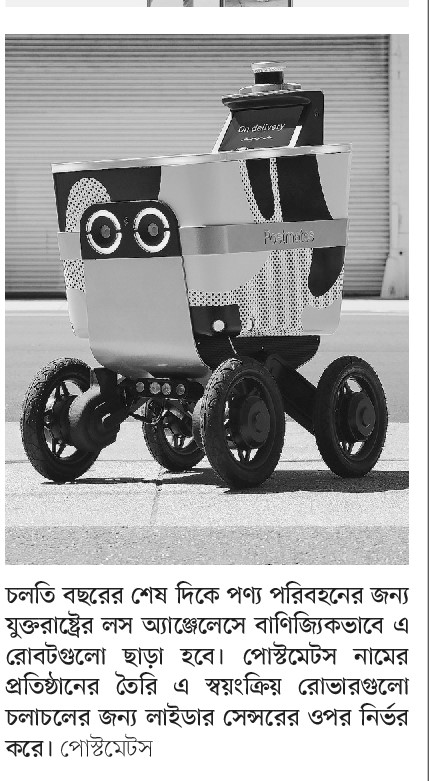 On delivery
Postmates
চলতি বছরের শেষ দিকে পণ্য পরিবহনের জন্য
যুক্তরাষ্ট্রের লস অ্যাঞ্জেলেসে বাণিজ্যিকভাবে এ
রোবটগুলো ছাড়া হবে। পোস্টমেটস নামের
প্রতিষ্ঠানের তৈরি এ স্বয়ংক্রিয় রোভারগুলো
চলাচলের জন্য লাইডার সেন্সরের ওপর নির্ভর
করে। পোস্টমেটস